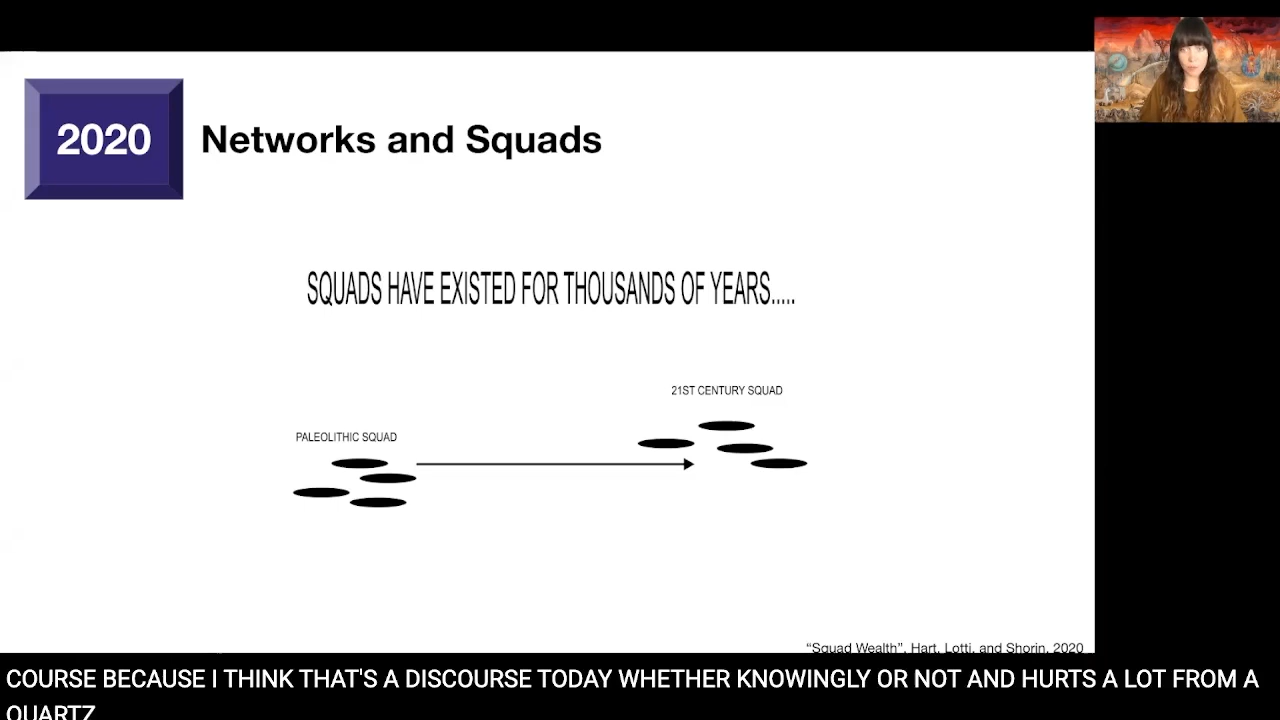 2020
Networks and Squads
SQUADS HAVE EXISTED FOR THOUSANDS OF YEARS.....
21ST CENTURY SQUAD
PALEOLITHIC SQUAD
“Squad Wealth”, Hart, Lotti, and Shorin, 2020
COURSE BECAUSE I THINK THAT'S A DISCOURSE TODAY WHETHER KNOWINGLY OR NOT AND HURTS A LOT FROM A
QUARTZ